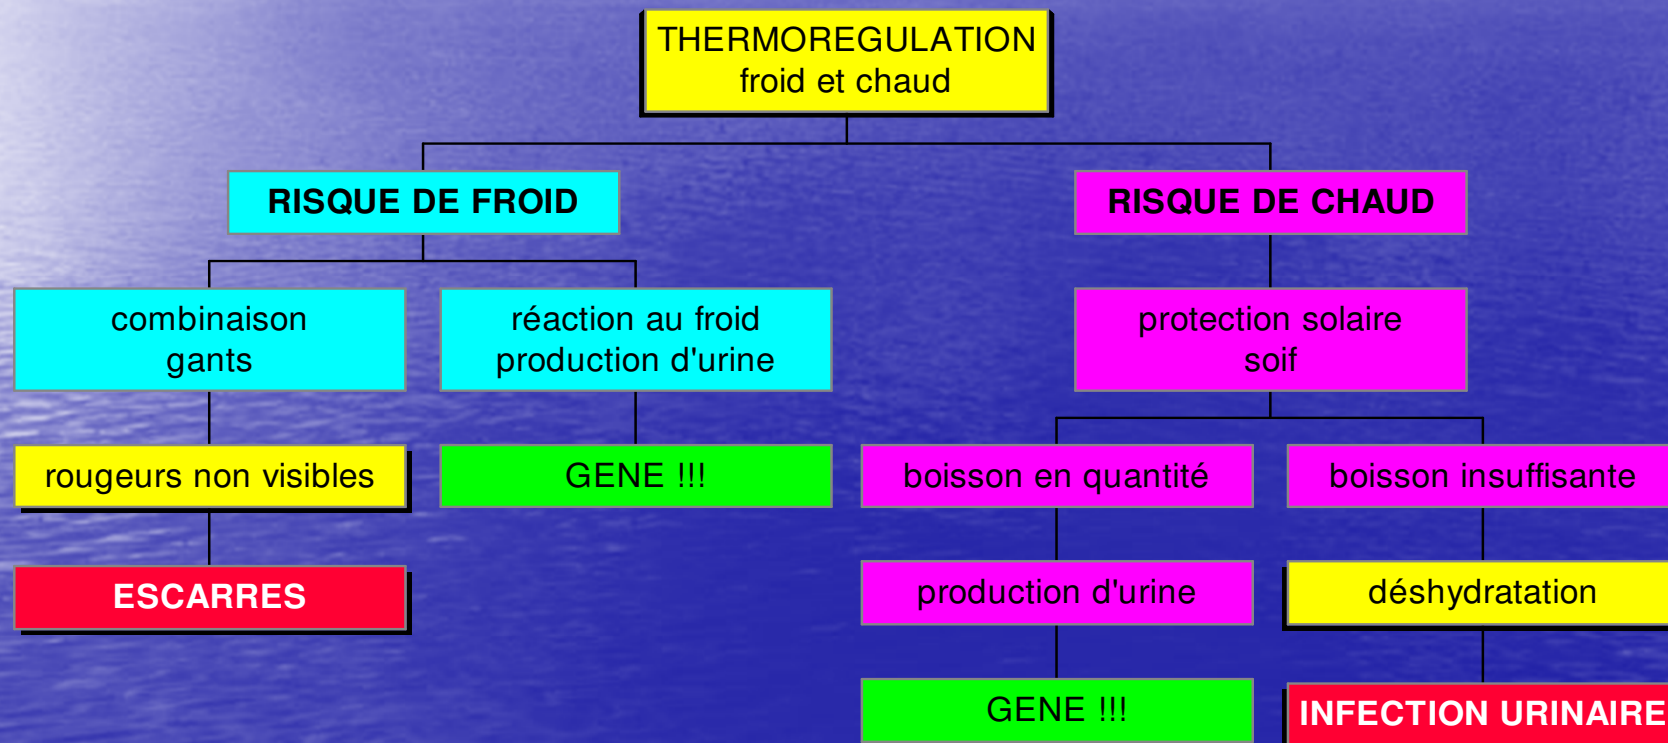 THERMOREGULATION
froid et chaud
RISQUE DE FROID
RISQUE DE CHAUD
combinaison
gants
réaction au froid
production d'urine
protection solaire
soif
rougeurs non visibles
GENE !!!
boisson en quantité
boisson insuffisante
ESCARRES
production d'urine
déshydratation
GENE !!!
INFECTION URINAIRE